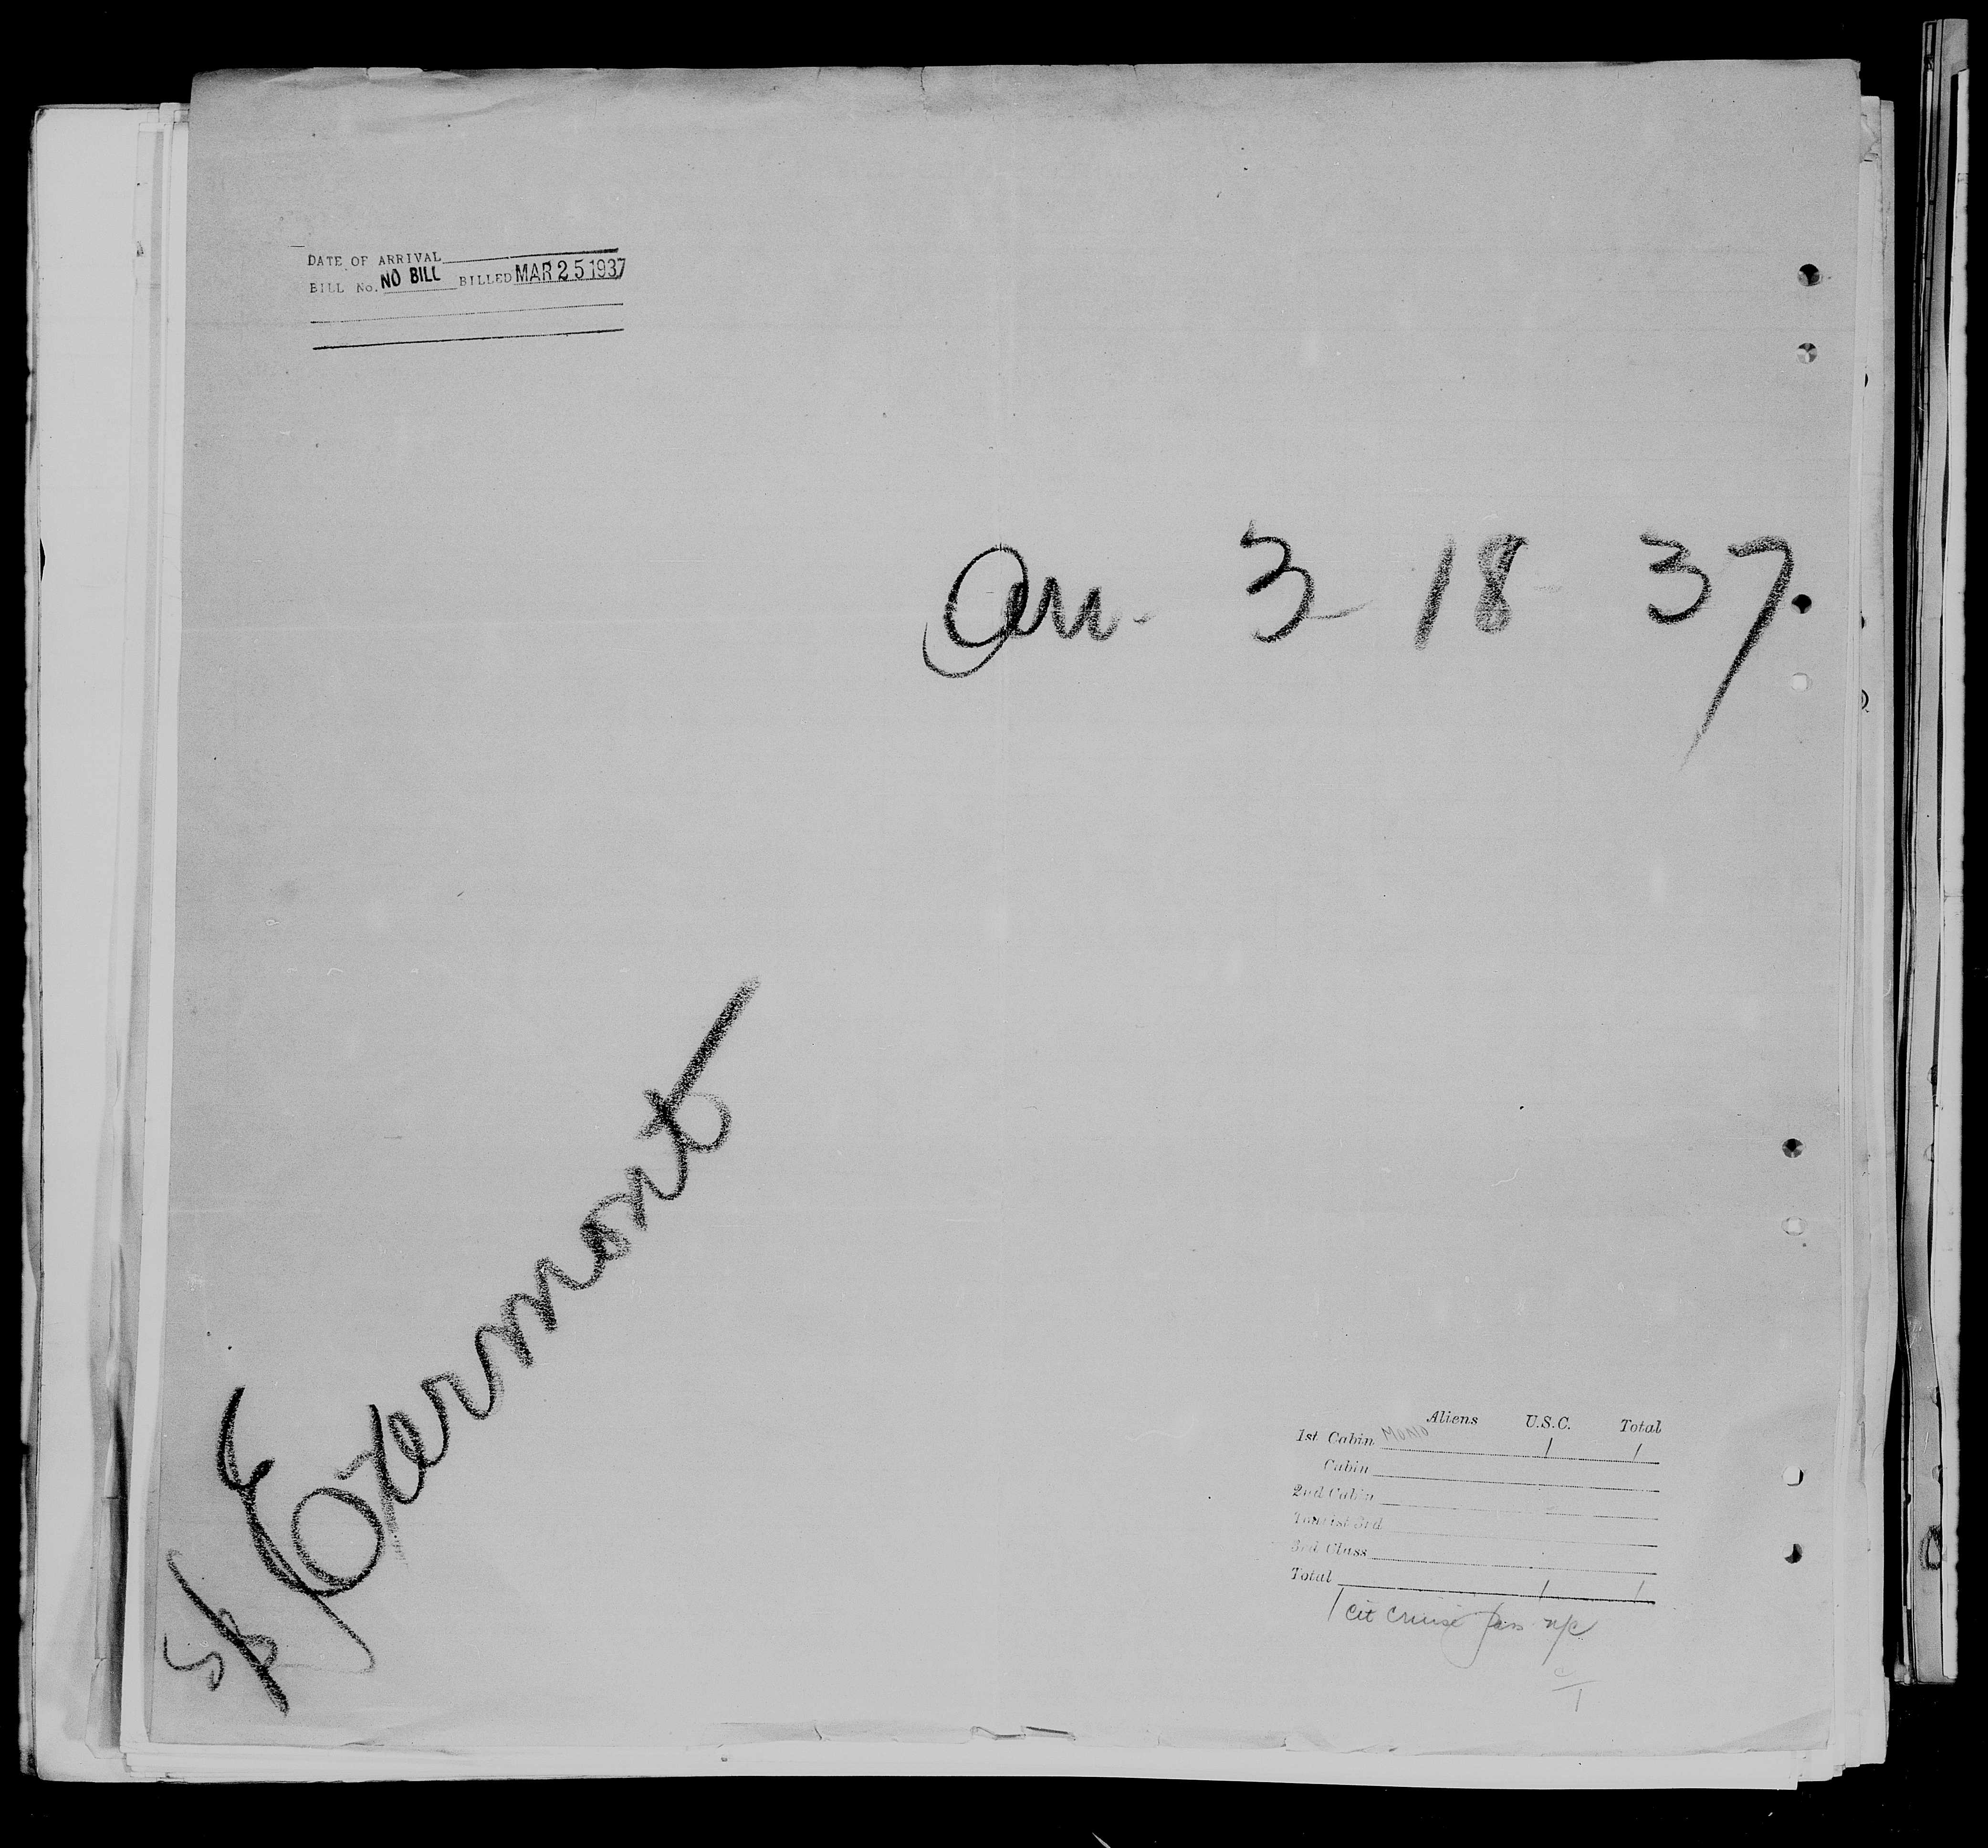 DATE OF ARRIVAL
BILL No. NO BILL BILLED MAR 25 1937
Arr. 3 18 37
S/S Exermont
Aliens U.S.C. Total
1st Cabin MONO 1 1
Cabin
2nd Cabin
Tourist 3rd
3rd Class
Total 1 1
1 cit cruise pass n/c